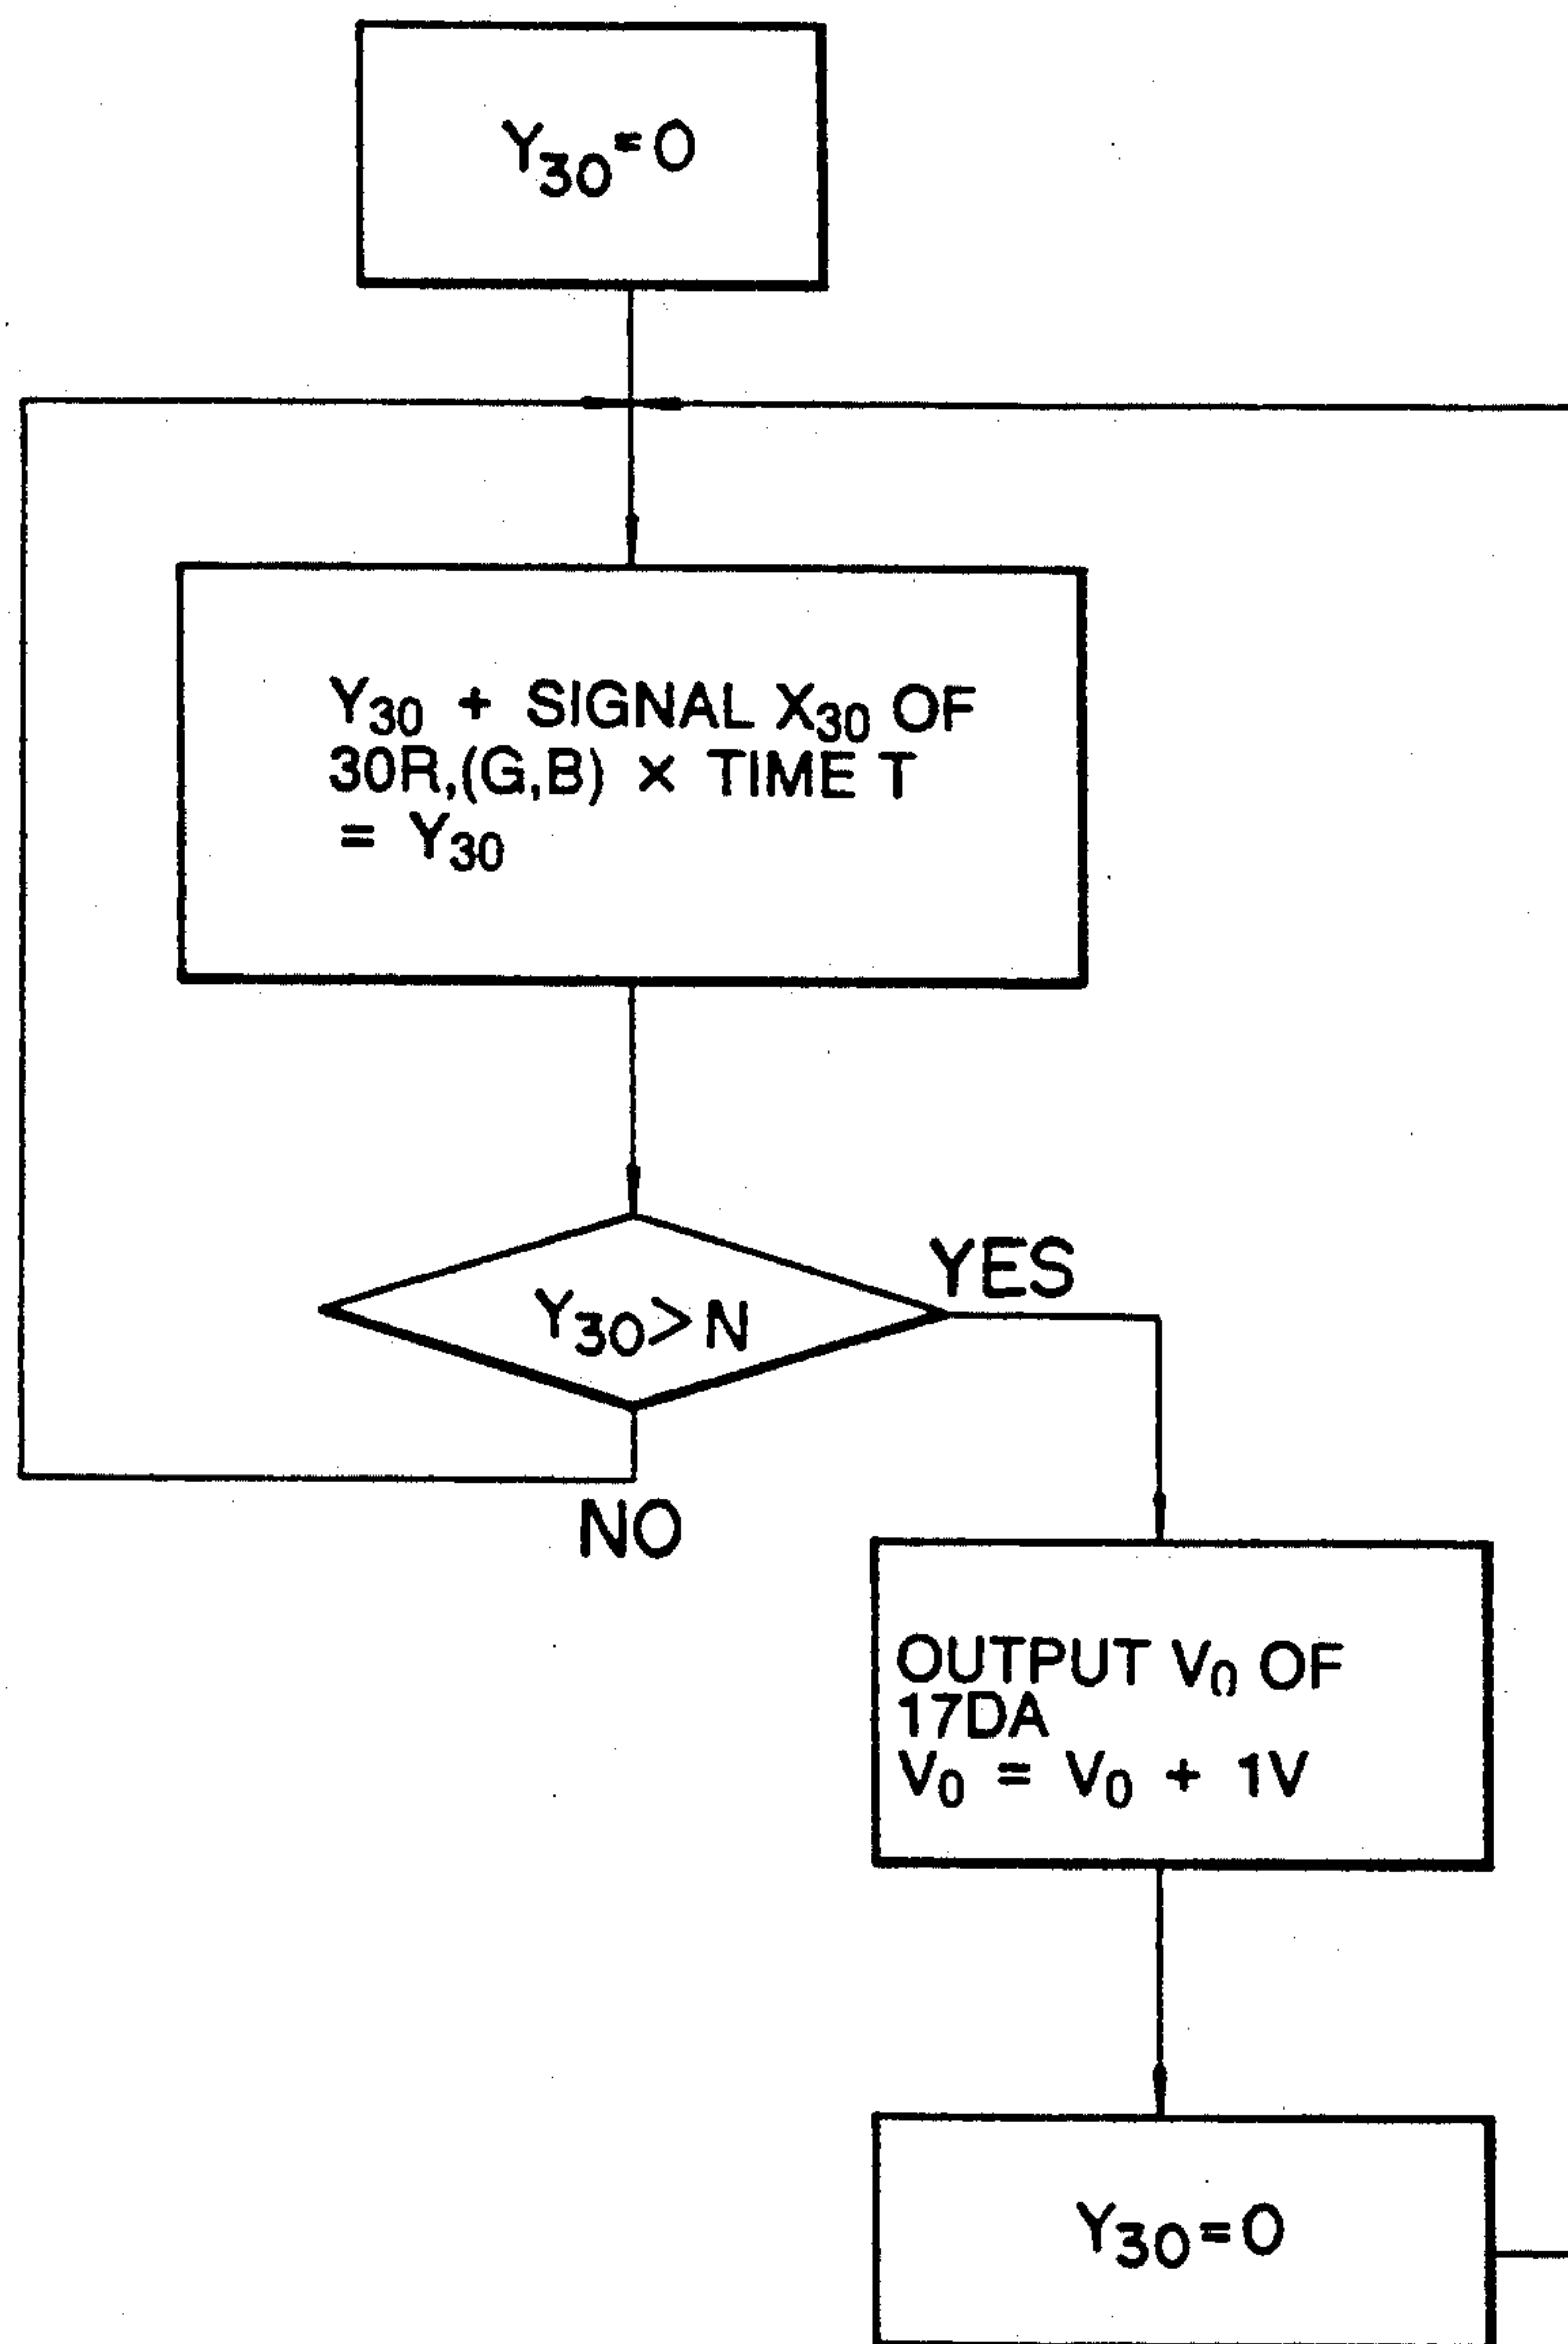 Y₃₀=0
Y₃₀ + SIGNAL X₃₀ OF
30R,(G,B) × TIME T
= Y₃₀
Y₃₀>N
YES
NO
OUTPUT V₀ OF
17DA
V₀ = V₀ + 1V
Y₃₀=0